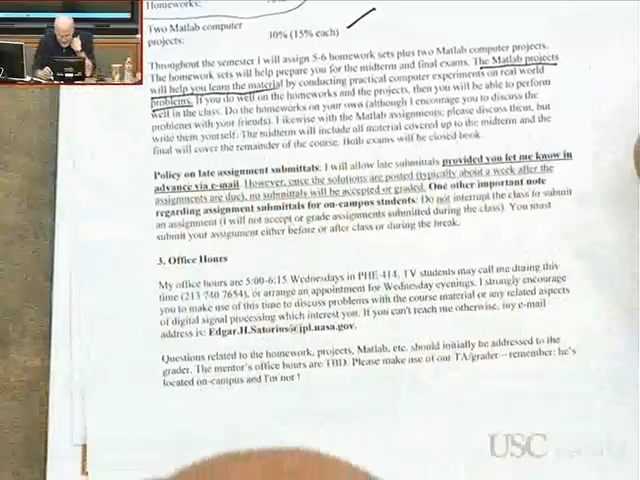 Homeworks:
Two Matlab computer
projects: 30% (15% each)
Throughout the semester I will assign 5-6 homework sets plus two Matlab computer projects.
The homework sets will help prepare you for the midterm and final exams. The Matlab projects
will help you learn the material by conducting practical computer experiments on real world
problems. If you do well on the homeworks and the projects, then you will be able to perform
well in the class. Do the homeworks on your own (although I encourage you to discuss the
problems with your friends). Likewise with the Matlab assignments; please discuss them, but
write them yourself. The midterm will include all material covered up to the midterm and the
final will cover the remainder of the course. Both exams will be closed book.
Policy on late assignment submittals: I will allow late submittals provided you let me know in
advance via e-mail. However, once the solutions are posted (typically about a week after the
assignments are due), no submittals will be accepted or graded. One other important note
regarding assignment submittals for on-campus students: Do not interrupt the class to submit
an assignment (I will not accept or grade assignments submitted during the class). You must
submit your assignment either before or after class or during the break.
3. Office Hours
My office hours are 5:00-6:15 Wednesdays in PHE-414. TV students may call me during this
time (213 740 7654), or arrange an appointment for Wednesday evenings. I strongly encourage
you to make use of this time to discuss problems with the course material or any related aspects
of digital signal processing which interest you. If you can't reach me otherwise, my e-mail
address is: Edgar.H.Satorius@jpl.nasa.gov.
Questions related to the homework, projects, Matlab, etc. should initially be addressed to the
grader. The mentor's office hours are TBD. Please make use of our TA/grader – remember: he's
located on-campus and I'm not!
USC